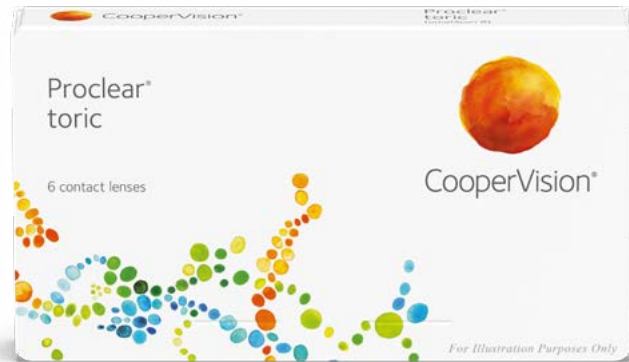 CooperVision®
Proclear®
toric
Proclear®
toric
6 contact lenses
CooperVision®
For Illustration Purposes Only